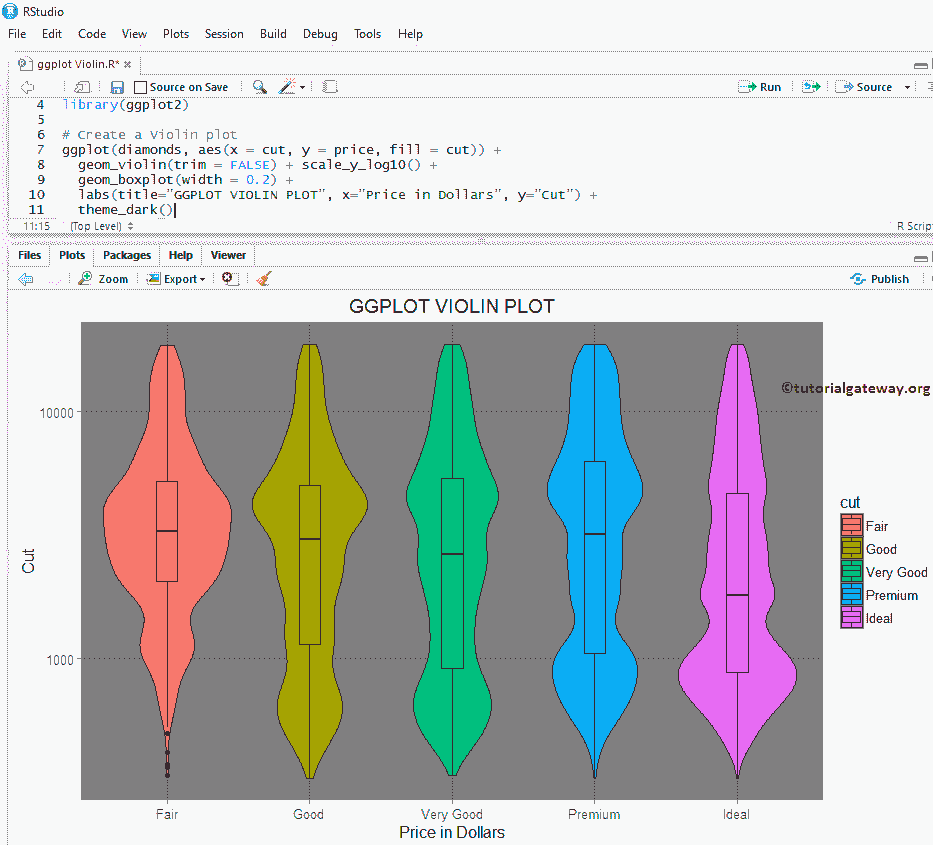 RStudio
File Edit Code View Plots Session Build Debug Tools Help
ggplot Violin.R* ×
Source on Save Run Source
4 library(ggplot2)
5
6 # Create a Violin plot
7 ggplot(diamonds, aes(x = cut, y = price, fill = cut)) +
8 geom_violin(trim = FALSE) + scale_y_log10() +
9 geom_boxplot(width = 0.2) +
10 labs(title="GGPLOT VIOLIN PLOT", x="Price in Dollars", y="Cut") +
11 theme_dark()
11:15 (Top Level) R Script
Files Plots Packages Help Viewer
Zoom Export Publish
GGPLOT VIOLIN PLOT
©tutorialgateway.org
10000
1000
Cut
cut
Fair
Good
Very Good
Premium
Ideal
Fair Good Very Good Premium Ideal
Price in Dollars